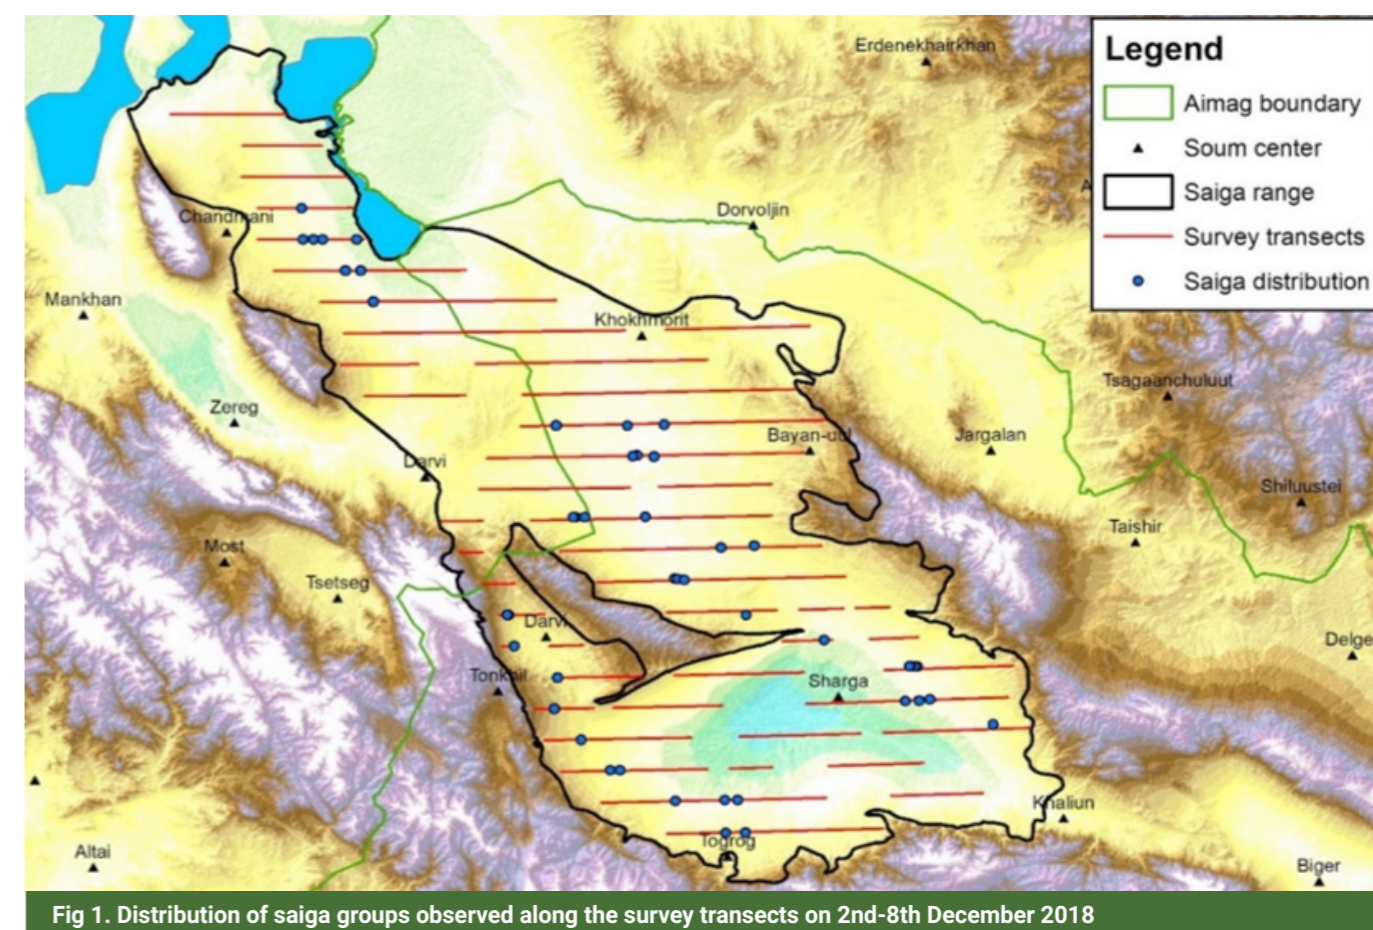 Erdenekhairkhan
Legend
Aimag boundary
Soum center
Saiga range
Survey transects
Saiga distribution
A
Chandmani
Dorvoljin
Mankhan
Khokhmorit
Tsagaanchuluut
Zereg
Bayan-uul
Jargalan
Darvi
Shiluustei
Taishir
Most
Tsetseg
Darvi
Delge
Tonkhil
Sharga
Khaliun
Togrog
Altai
Biger
Fig 1. Distribution of saiga groups observed along the survey transects on 2nd-8th December 2018